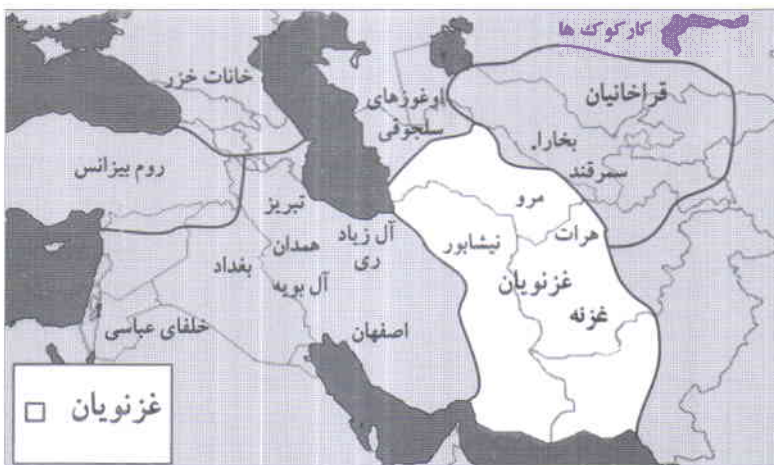 کارکوک ها
خانات خزر
اوغوزهای
سلجوقی
قراخانیان
بخارا
سمرقند
روم بیزانس
تبریز
همدان
آل بویه
بغداد
آل زیاد
ری
نیشابور
مرو
هرات
غزنویان
غزنه
خلفای عباسی
اصفهان
غزنویان